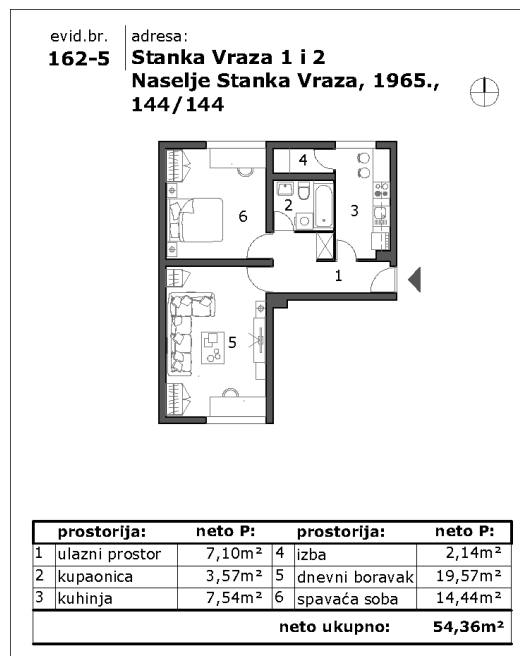 evid.br. adresa:
162-5 Stanka Vraza 1 i 2
Naselje Stanka Vraza, 1965.,
144/144
4
2
6
3
1
5
prostorija: neto P: prostorija: neto P:
1 ulazni prostor 7,10m² 4 izba 2,14m²
2 kupaonica 3,57m² 5 dnevni boravak 19,57m²
3 kuhinja 7,54m² 6 spavaća soba 14,44m²
neto ukupno: 54,36m²